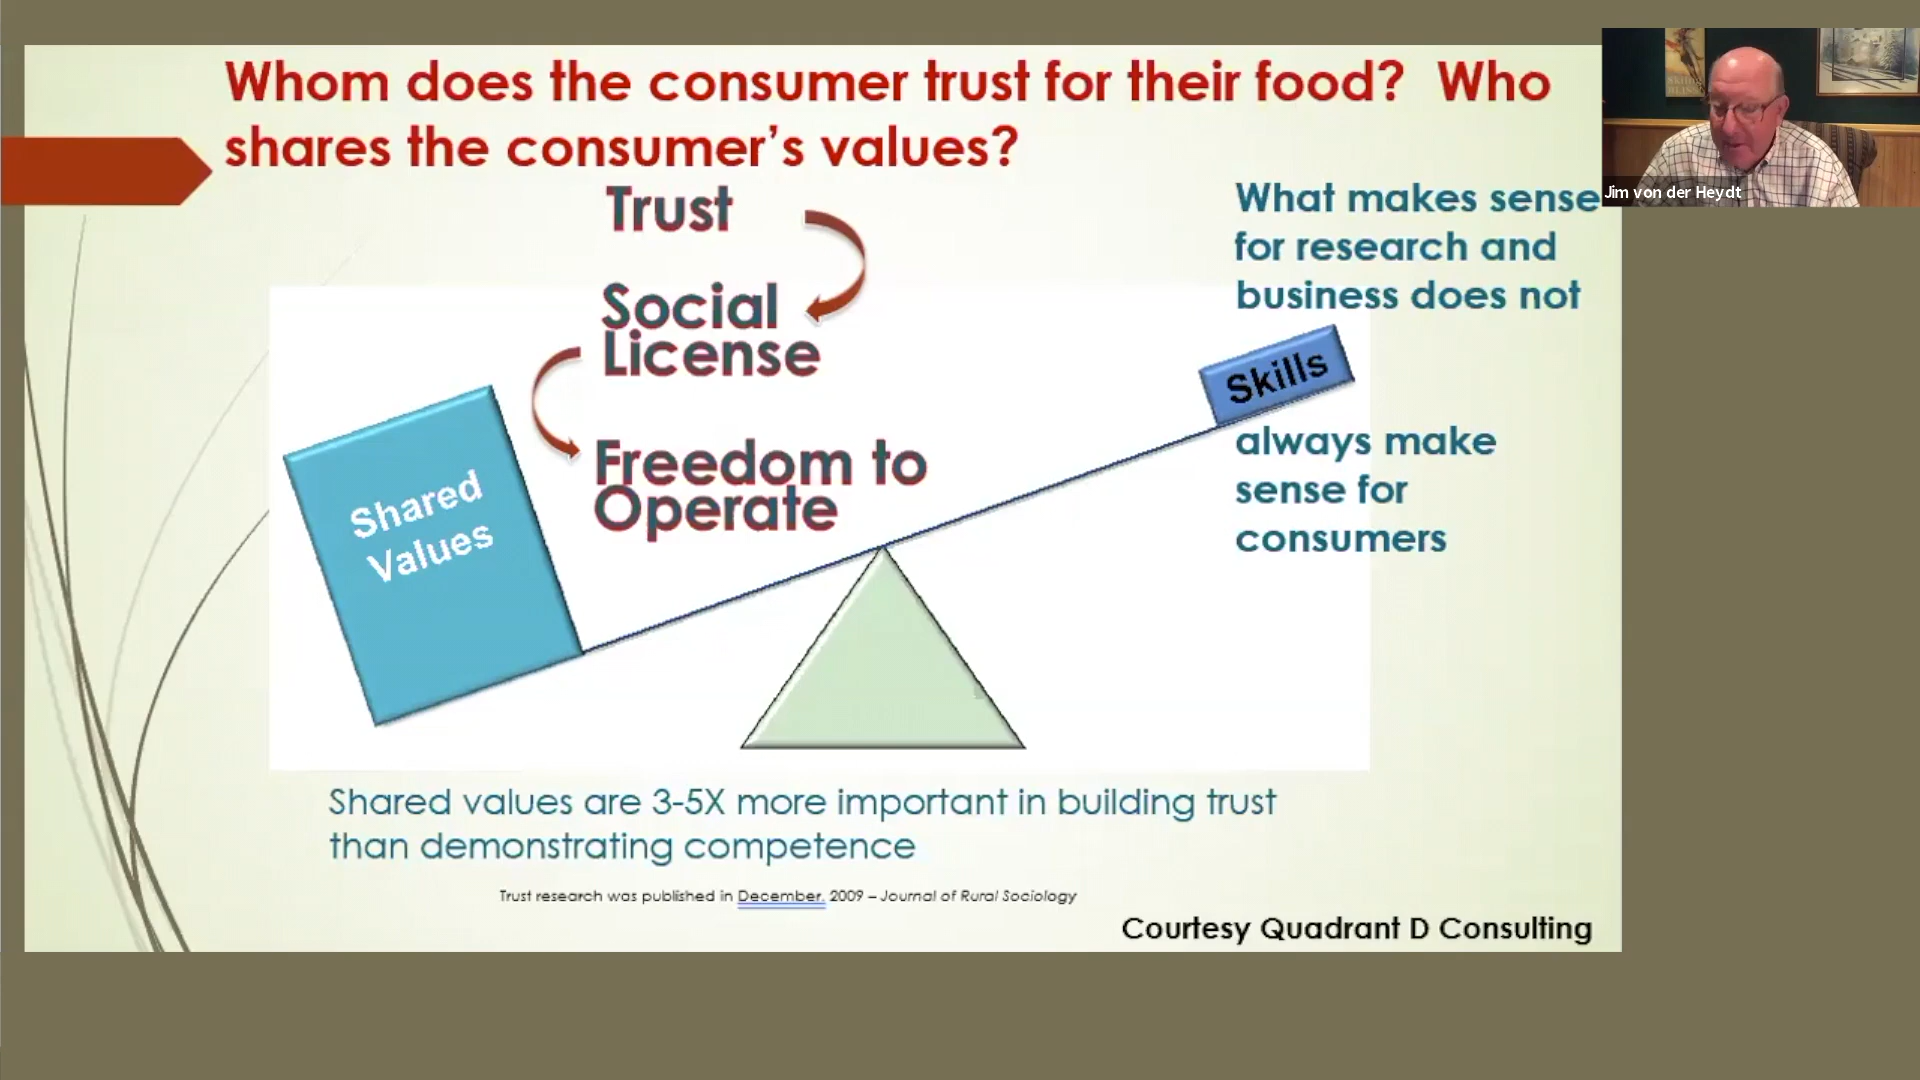 Whom does the consumer trust for their food? Who
shares the consumer's values?
Trust
Social
License
Freedom to
Operate
Shared
Values
What makes sense
for research and
business does not
Skills
always make
sense for
consumers
Shared values are 3-5X more important in building trust
than demonstrating competence
Trust research was published in December, 2009 – Journal of Rural Sociology
Courtesy Quadrant D Consulting
Jim von der Heydt